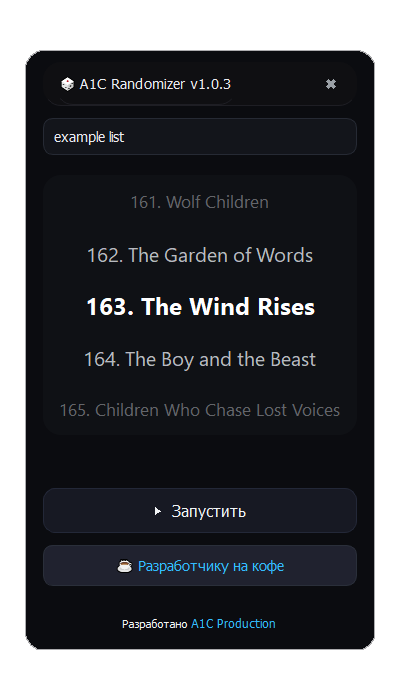 A1C Randomizer v1.0.3
example list
161. Wolf Children
162. The Garden of Words
163. The Wind Rises
164. The Boy and the Beast
165. Children Who Chase Lost Voices
Запустить
Разработчику на кофе
Разработано A1C Production